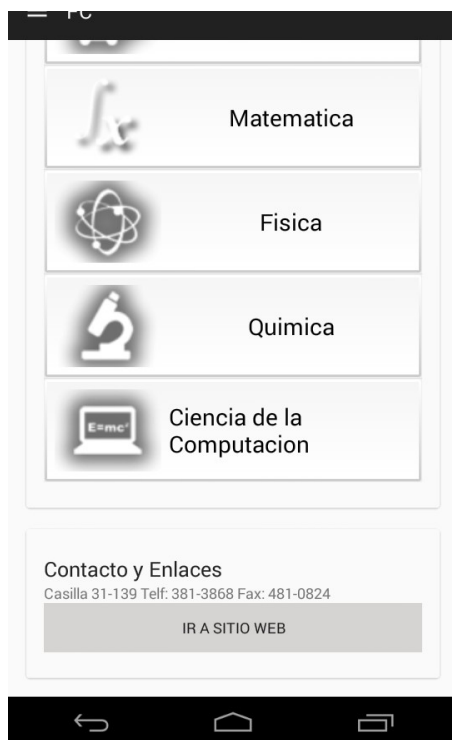 FC
Matematica
Fisica
Quimica
E=mc²
Ciencia de la
Computacion
Contacto y Enlaces
Casilla 31-139 Telf: 381-3868 Fax: 481-0824
IR A SITIO WEB